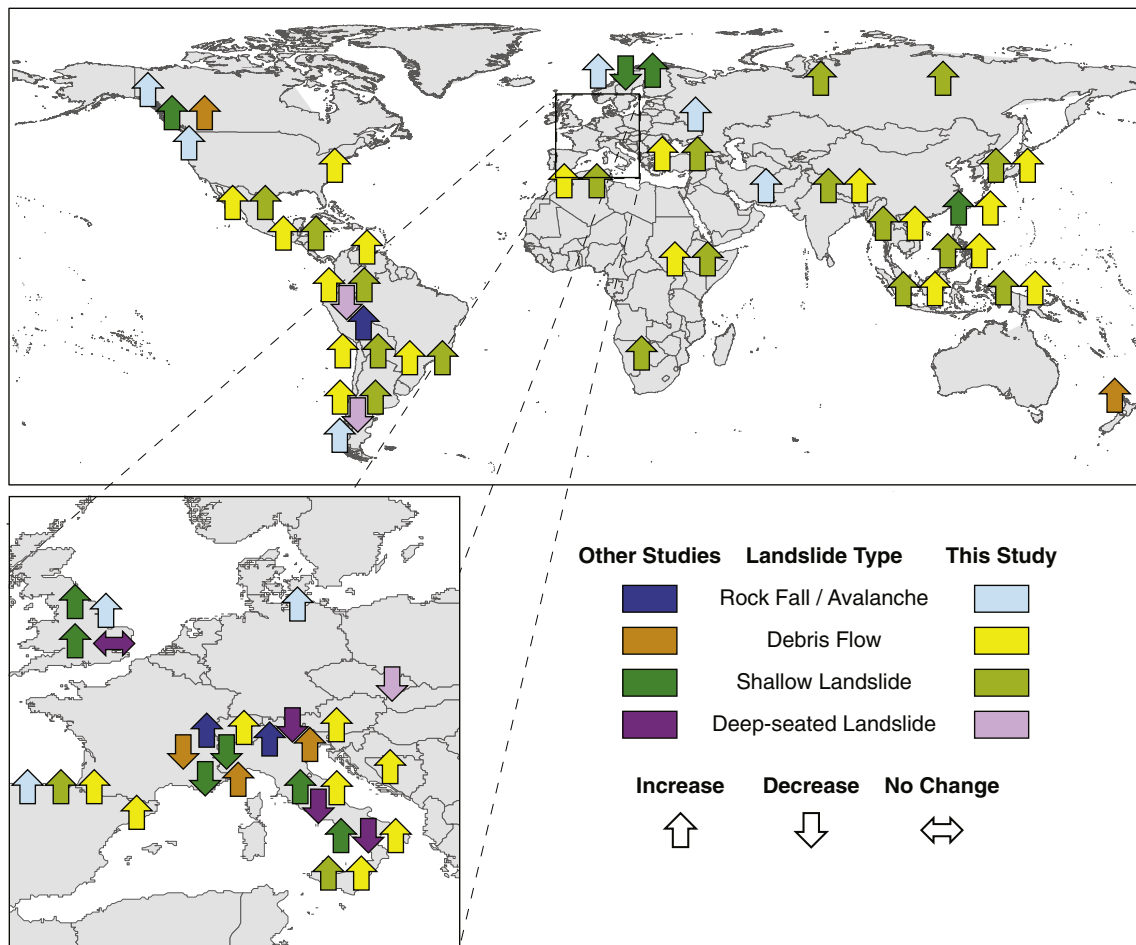 Other Studies Landslide Type This Study
Rock Fall / Avalanche
Debris Flow
Shallow Landslide
Deep-seated Landslide
Increase Decrease No Change